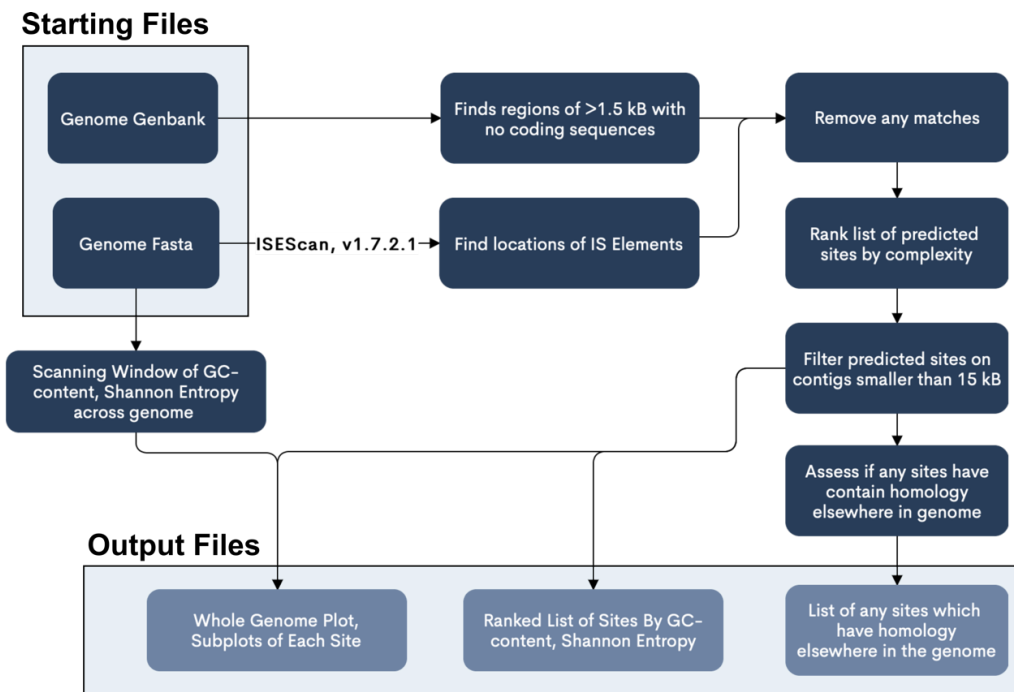 Starting Files
Genome Genbank
Finds regions of >1.5 kB with
no coding sequences
Remove any matches
Genome Fasta
ISEScan, v1.7.2.1
Find locations of IS Elements
Rank list of predicted
sites by complexity
Scanning Window of GC-
content, Shannon Entropy
across genome
Filter predicted sites on
contigs smaller than 15 kB
Assess if any sites have
contain homology
elsewhere in genome
Output Files
Whole Genome Plot,
Subplots of Each Site
Ranked List of Sites By GC-
content, Shannon Entropy
List of any sites which
have homology
elsewhere in the genome